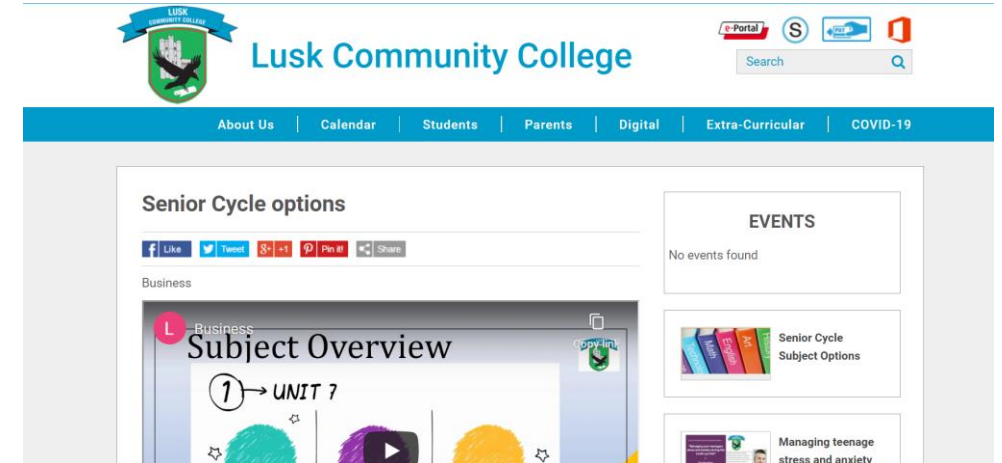 LUSK
COMMUNITY COLLEGE
Lusk Community College
e-Portal
S
PAY
Search
About Us
Calendar
Students
Parents
Digital
Extra-Curricular
COVID-19
Senior Cycle options
Like
Tweet
+1
Pin it!
Share
Business
L
Business
Copy link
Subject Overview
1 → UNIT 7
EVENTS
No events found
Math
English
Art
Senior Cycle
Subject Options
Managing teenage
stress and anxiety